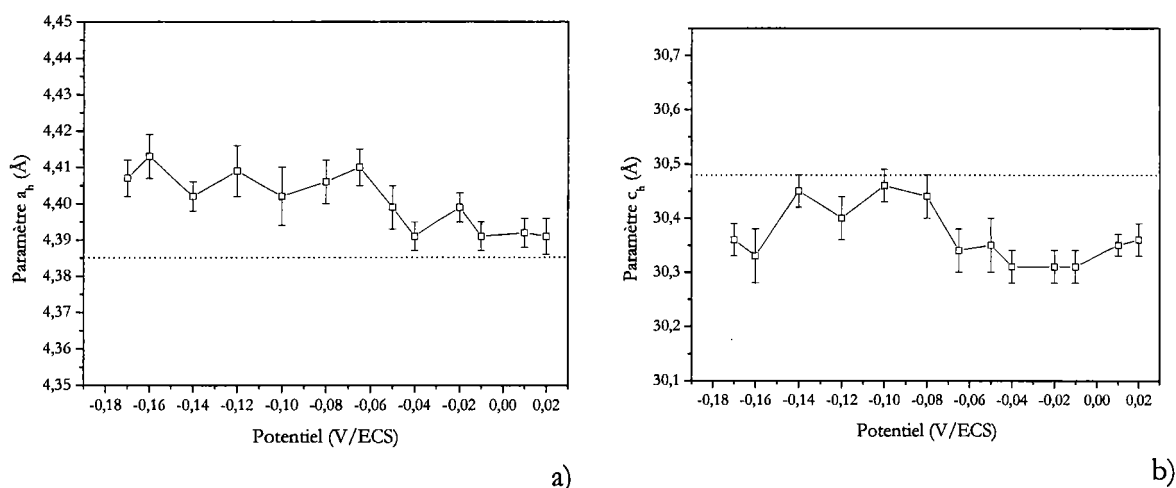 4,45
4,44
4,43
4,42
4,41
4,40
4,39
4,38
4,37
4,36
4,35
Paramètre a_h (Å)
-0,18 -0,16 -0,14 -0,12 -0,10 -0,08 -0,06 -0,04 -0,02 0,00 0,02
Potentiel (V/ECS)
a)
30,7
30,6
30,5
30,4
30,3
30,2
30,1
Paramètre c_h (Å)
-0,18 -0,16 -0,14 -0,12 -0,10 -0,08 -0,06 -0,04 -0,02 0,00 0,02
Potentiel (V/ECS)
b)